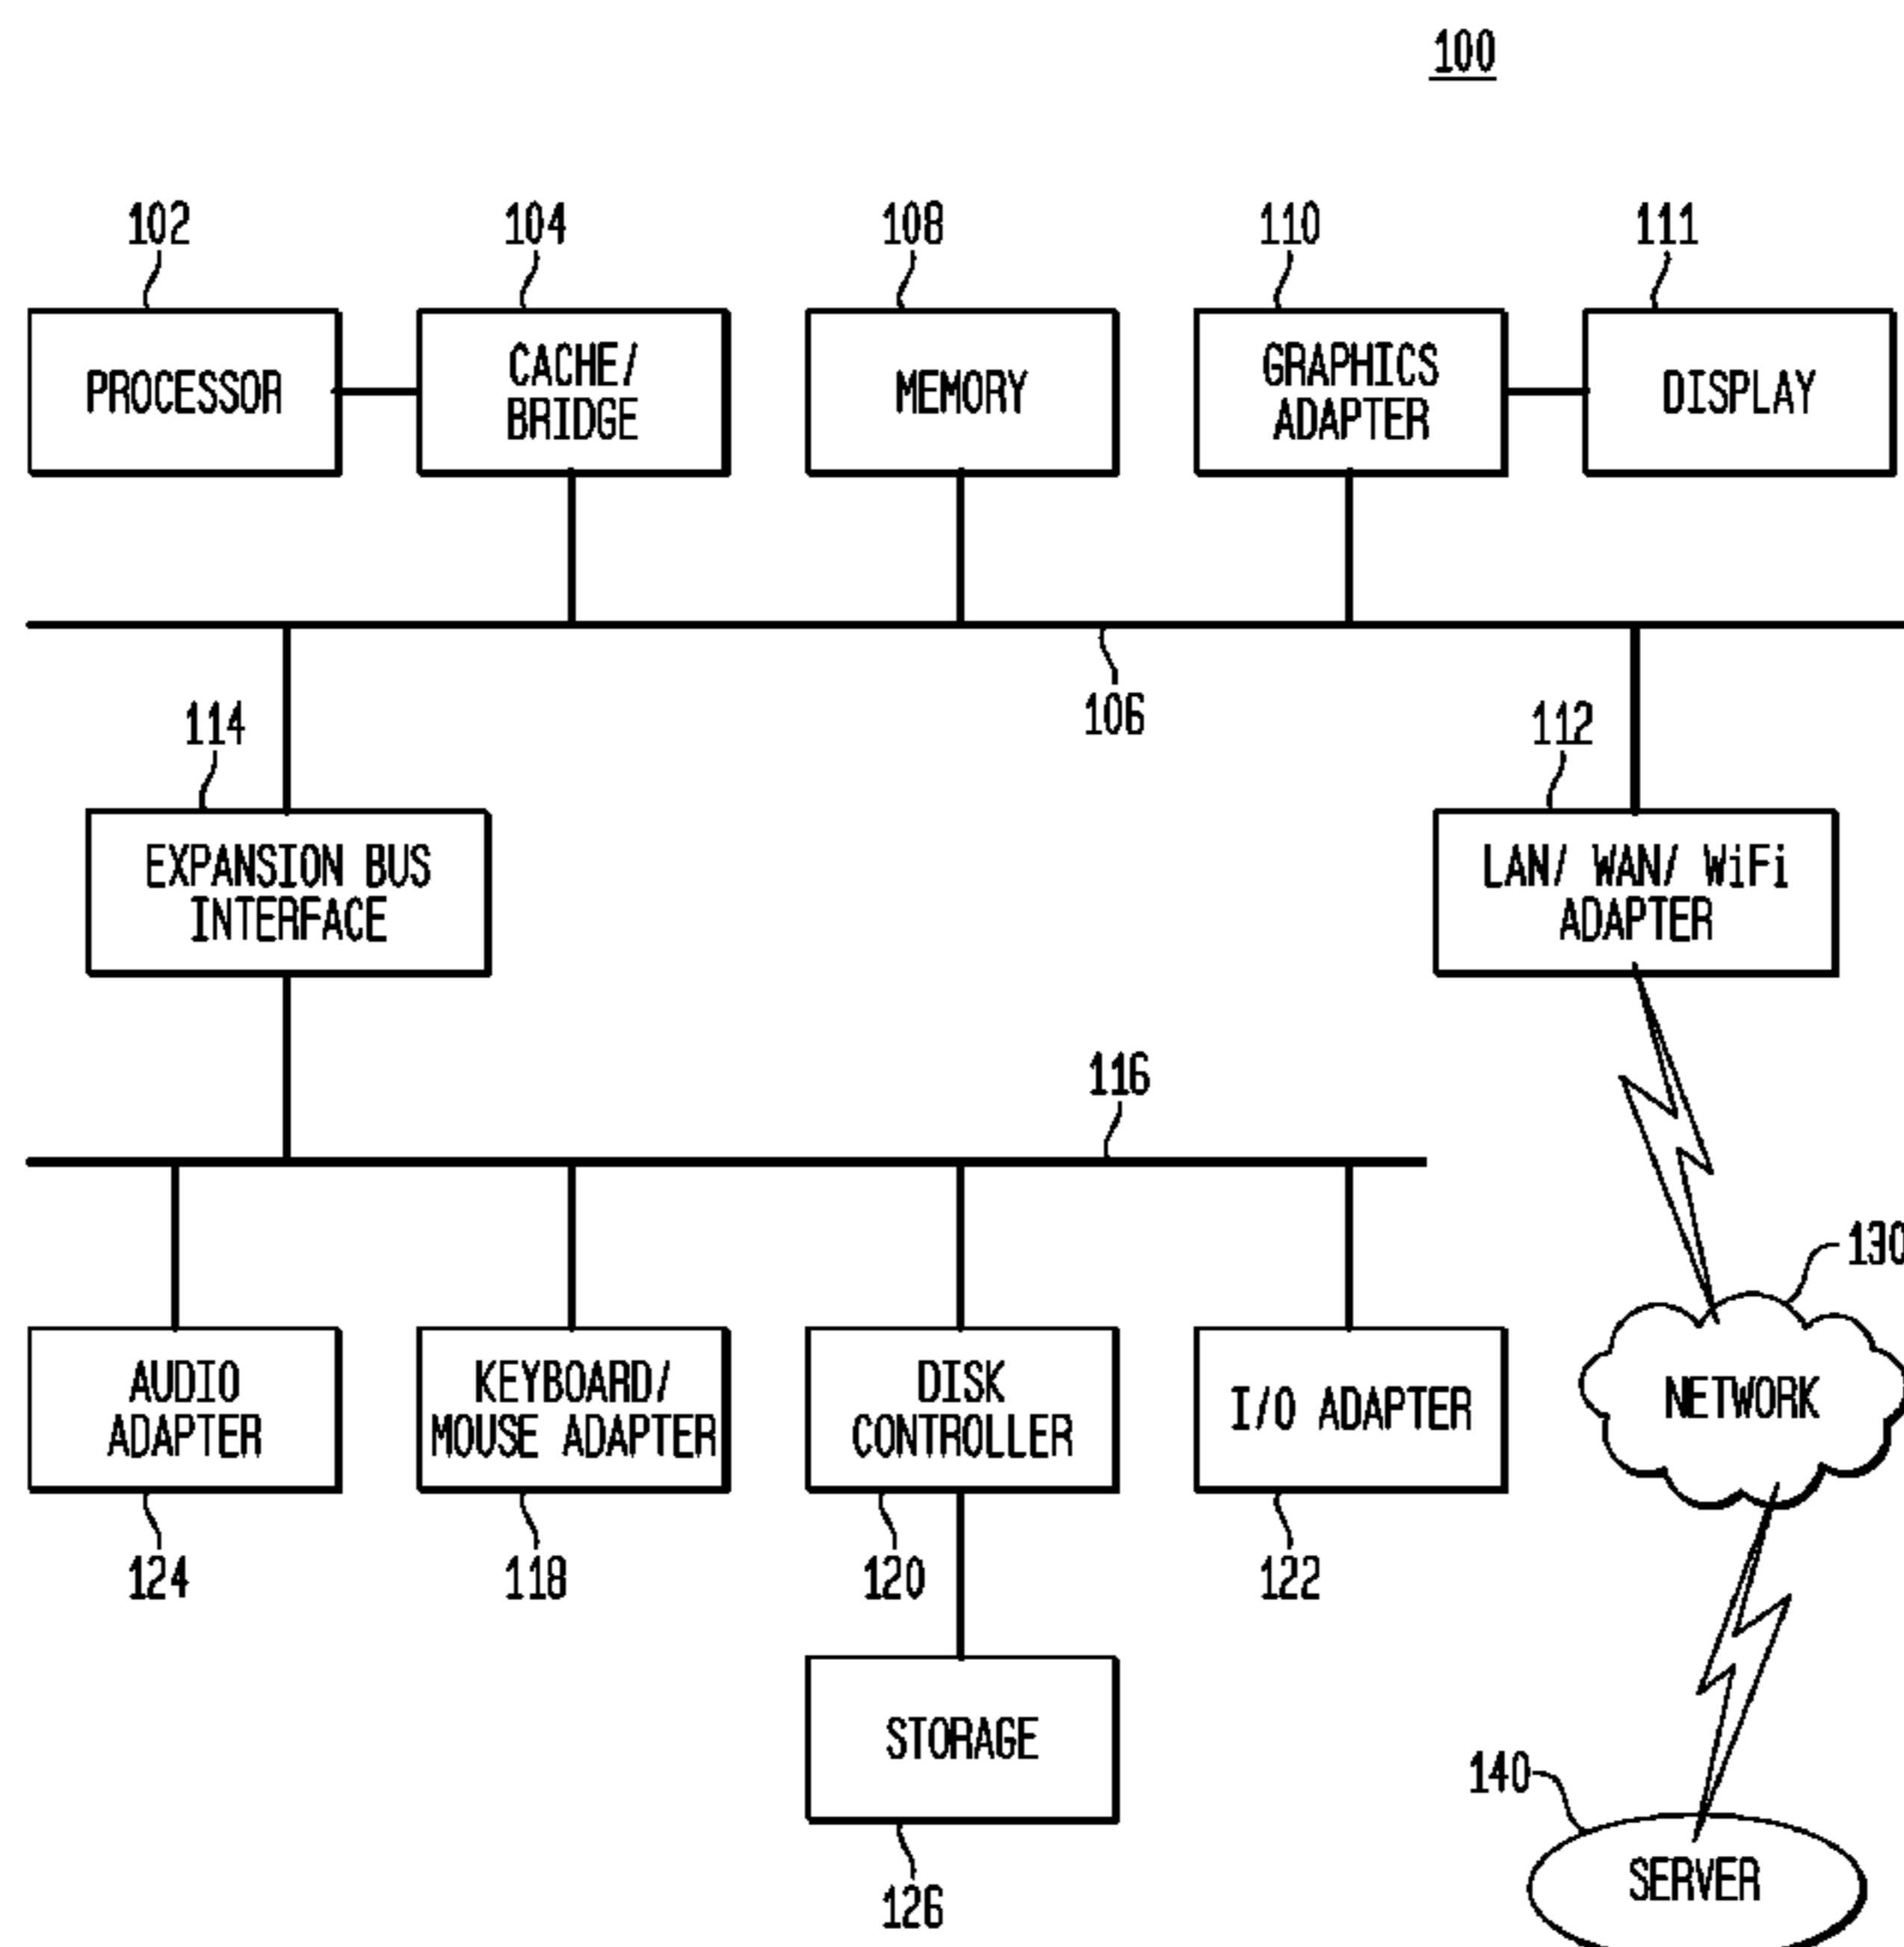 100
102
104
108
110
111
PROCESSOR
CACHE/
BRIDGE
MEMORY
GRAPHICS
ADAPTER
DISPLAY
106
114
112
EXPANSION BUS
INTERFACE
LAN/ WAN/ WiFi
ADAPTER
116
130
AUDIO
ADAPTER
KEYBOARD/
MOUSE ADAPTER
DISK
CONTROLLER
I/O ADAPTER
NETWORK
124
118
120
122
STORAGE
126
140
SERVER